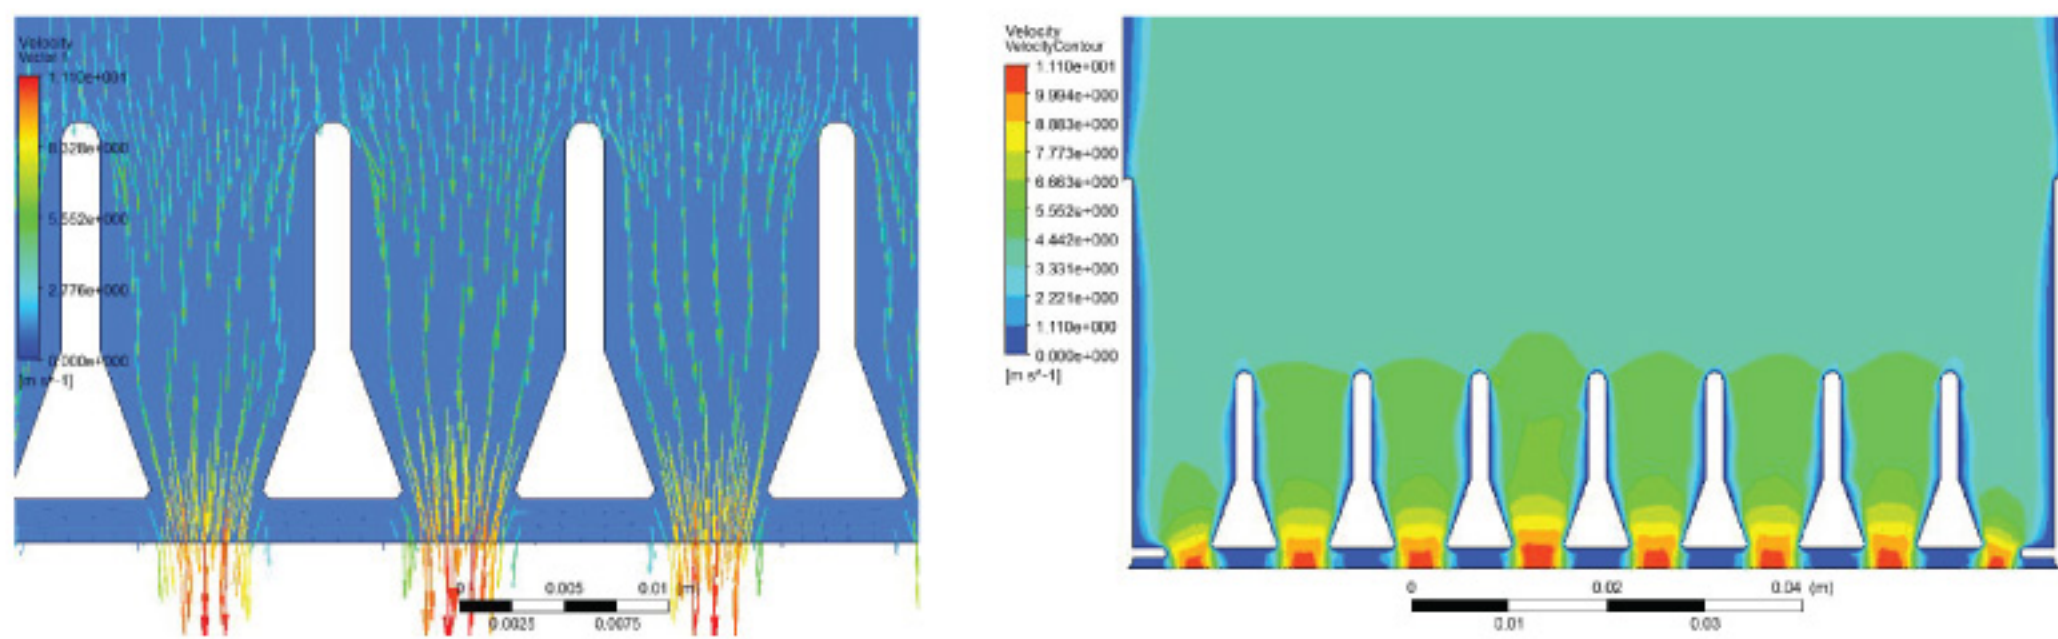 Velocity
Vector 1
1.110e+001
8.328e+000
5.552e+000
2.776e+000
0.000e+000
[m s^-1]
0 0.005 0.01 (m)
0.0025 0.0075
Velocity
VelocityContour
1.110e+001
9.994e+000
8.883e+000
7.773e+000
6.663e+000
5.552e+000
4.442e+000
3.331e+000
2.221e+000
1.110e+000
0.000e+000
[m s^-1]
0 0.02 0.04 (m)
0.01 0.03